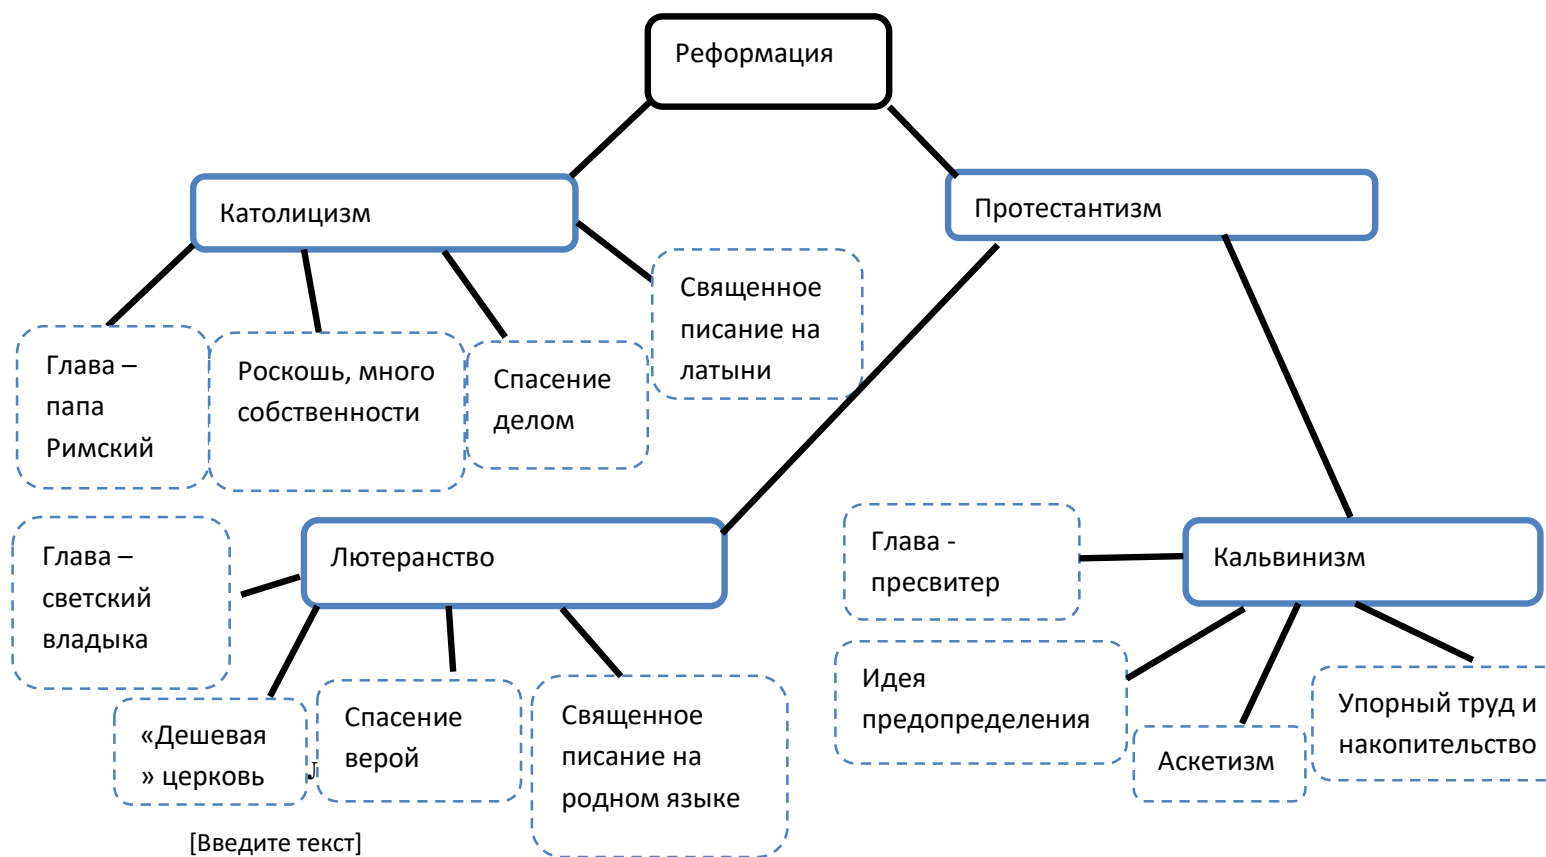 Реформация
Католицизм
Протестантизм
Священное
писание на
латыни
Глава –
папа
Римский
Роскошь, много
собственности
Спасение
делом
Глава –
светский
владыка
Лютеранство
Глава -
пресвитер
Кальвинизм
«Дешевая
» церковь
Спасение
верой
Священное
писание на
родном языке
Идея
предопределения
Аскетизм
Упорный труд и
накопительство
[Введите текст]